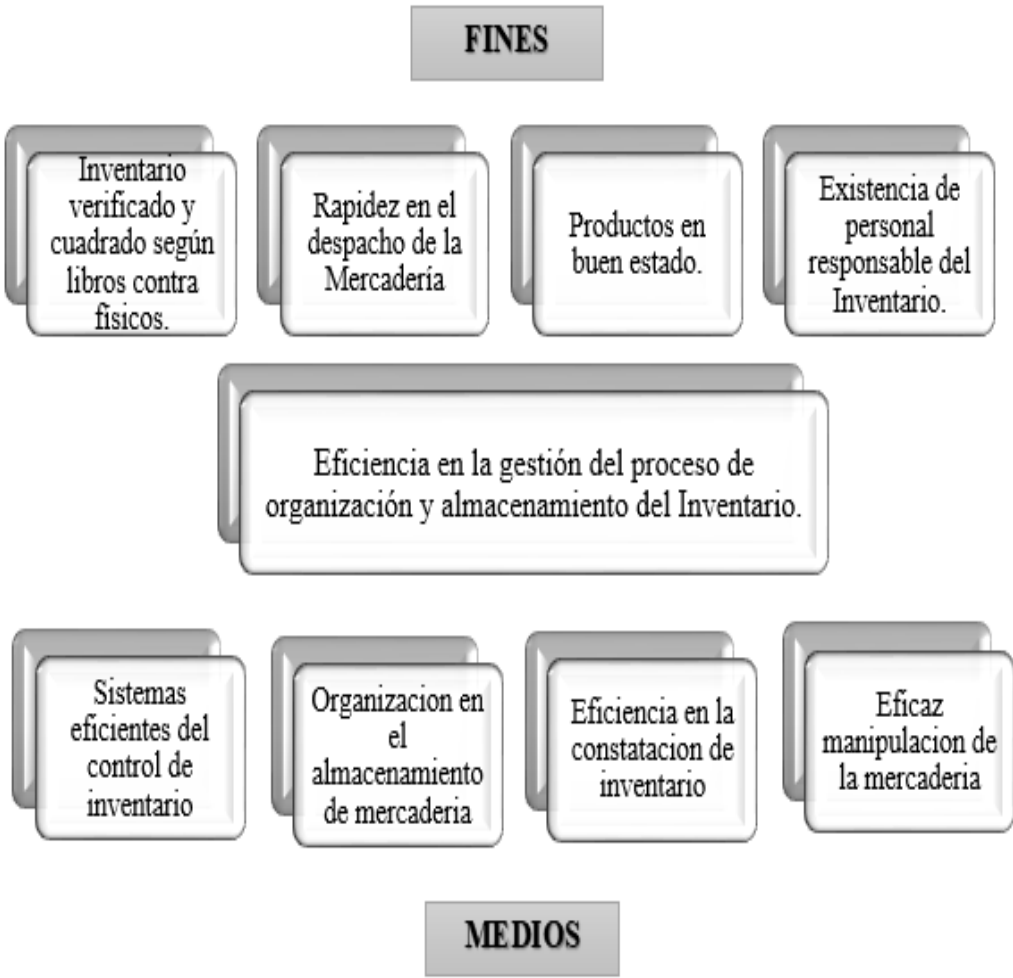 FINES
Inventario
verificado y
cuadrado según
libros contra
físicos.
Rapidez en el
despacho de la
Mercadería
Productos en
buen estado.
Existencia de
personal
responsable del
Inventario.
Eficiencia en la gestión del proceso de
organización y almacenamiento del Inventario.
Sistemas
eficientes del
control de
inventario
Organizacion en
el
almacenamiento
de mercaderia
Eficiencia en la
constatacion de
inventario
Eficaz
manipulacion de
la mercaderia
MEDIOS